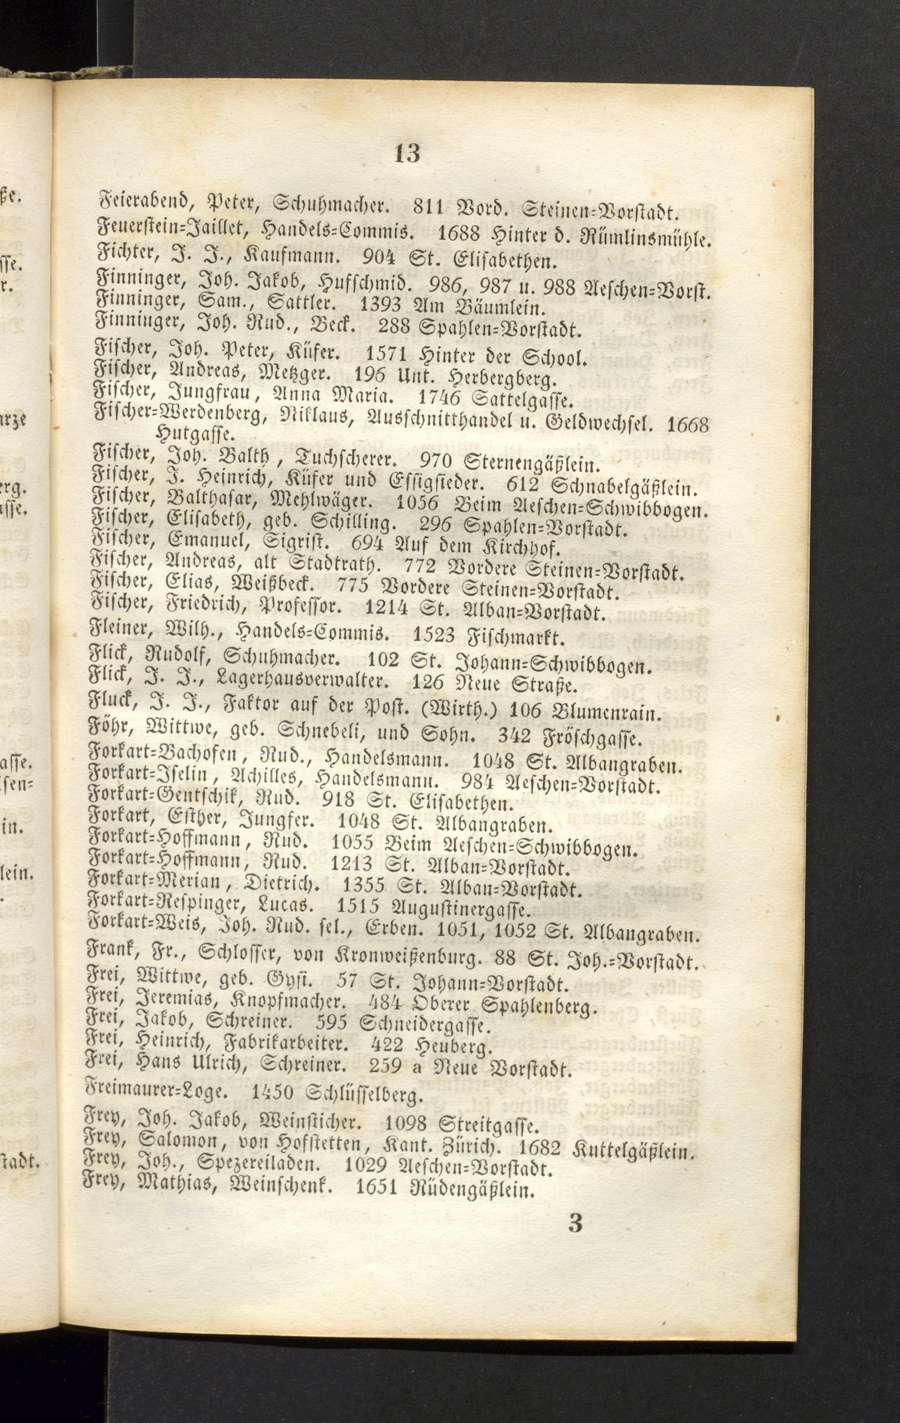 13
Feierabend, Peter, Schuhmacher. 811 Vord. Steinen-Vorstadt.
Feuerstein-Jaillet, Handels-Commis. 1688 Hinter d. Rümlinsmühle.
Fichter, J. J., Kaufmann. 904 St. Elisabethen.
Finninger, Joh. Jakob, Hufschmid. 986, 987 u. 988 Aeschen-Vorst.
Finninger, Sam., Sattler. 1393 Am Bäumlein.
Finninger, Joh. Rud., Beck. 288 Spahlen-Vorstadt.
Fischer, Joh. Peter, Küfer. 1571 Hinter der School.
Fischer, Andreas, Metzger. 196 Unt. Herbergberg.
Fischer, Jungfrau, Anna Maria. 1746 Sattelgasse.
Fischer-Werdenberg, Niklaus, Ausschnitthandel u. Geldwechsel. 1668
Hutgasse.
Fischer, Joh. Balth, Tuchscherer. 970 Sternengäßlein.
Fischer, J. Heinrich, Küfer und Essigsieder. 612 Schnabelgäßlein.
Fischer, Balthasar, Mehlwäger. 1056 Beim Aeschen-Schwibbogen.
Fischer, Elisabeth, geb. Schilling. 296 Spahlen-Vorstadt.
Fischer, Emanuel, Sigrist. 694 Auf dem Kirchhof.
Fischer, Andreas, alt Stadtrath. 772 Vordere Steinen-Vorstadt.
Fischer, Elias, Weißbeck. 775 Vordere Steinen-Vorstadt.
Fischer, Friedrich, Professor. 1214 St. Alban-Vorstadt.
Fleiner, Wilh., Handels-Commis. 1523 Fischmarkt.
Flick, Rudolf, Schuhmacher. 102 St. Johann-Schwibbogen.
Flick, J. J., Lagerhausverwalter. 126 Neue Straße.
Fluck, J. J., Faktor auf der Post. (Wirth.) 106 Blumenrain.
Föhr, Wittwe, geb. Schnebeli, und Sohn. 342 Fröschgasse.
Forkart-Bachofen, Rud., Handelsmann. 1048 St. Albangraben.
Forkart-Iselin, Achilles, Handelsmann. 984 Aeschen-Vorstadt.
Forkart-Gentschik, Rud. 918 St. Elisabethen.
Forkart, Esther, Jungfer. 1048 St. Albangraben.
Forkart-Hoffmann, Rud. 1055 Beim Aeschen-Schwibbogen.
Forkart-Hoffmann, Rud. 1213 St. Alban-Vorstadt.
Forkart-Merian, Dietrich. 1355 St. Alban-Vorstadt.
Forkart-Respinger, Lucas. 1515 Augustinergasse.
Forkart-Weis, Joh. Rud. sel., Erben. 1051, 1052 St. Albangraben.
Frank, Fr., Schlosser, von Kronweißenburg. 88 St. Joh.-Vorstadt.
Frei, Wittwe, geb. Gysi. 57 St. Johann-Vorstadt.
Frei, Jeremias, Knopfmacher. 484 Oberer Spahlenberg.
Frei, Jakob, Schreiner. 595 Schneidergasse.
Frei, Heinrich, Fabrikarbeiter. 422 Heuberg.
Frei, Hans Ulrich, Schreiner. 259 a Neue Vorstadt.
Freimaurer-Loge. 1450 Schlüsselberg.
Frey, Joh. Jakob, Weinsticher. 1098 Streitgasse.
Frey, Salomon, von Hofstetten, Kant. Zürich. 1682 Kuttelgäßlein.
Frey, Joh., Spezereiladen. 1029 Aeschen-Vorstadt.
Frey, Mathias, Weinschenk. 1651 Rüdengäßlein.
3